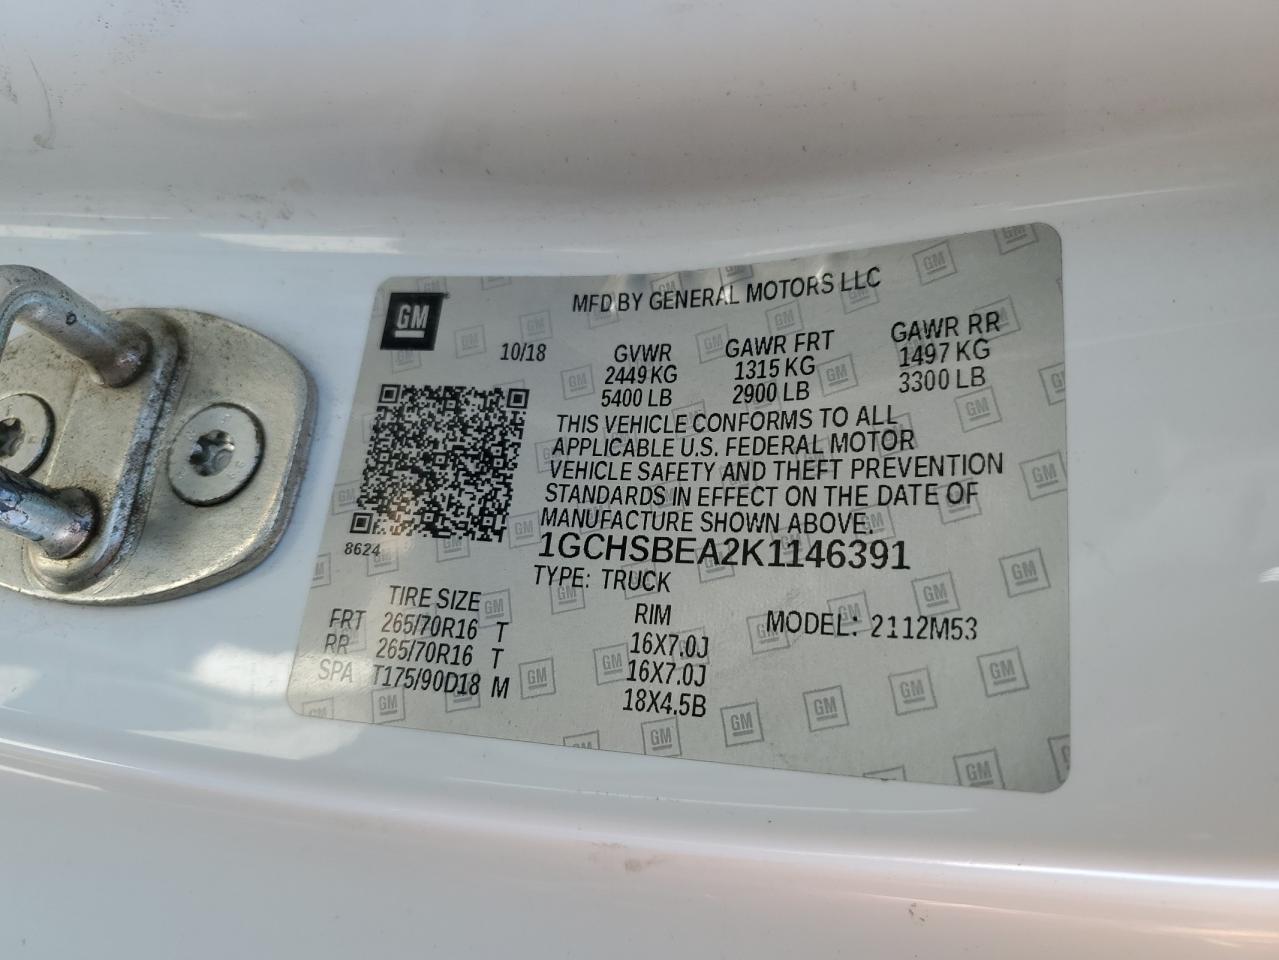 GM
MFD BY GENERAL MOTORS LLC
10/18 GVWR GAWR FRT GAWR RR
2449 KG 1315 KG 1497 KG
5400 LB 2900 LB 3300 LB
THIS VEHICLE CONFORMS TO ALL
APPLICABLE U.S. FEDERAL MOTOR
VEHICLE SAFETY AND THEFT PREVENTION
STANDARDS IN EFFECT ON THE DATE OF
MANUFACTURE SHOWN ABOVE.
8624
1GCHSBEA2K1146391
TYPE: TRUCK
TIRE SIZE RIM MODEL: 2112M53
FRT 265/70R16 T 16X7.0J
RR 265/70R16 T 16X7.0J
SPA T175/90D18 M 18X4.5B